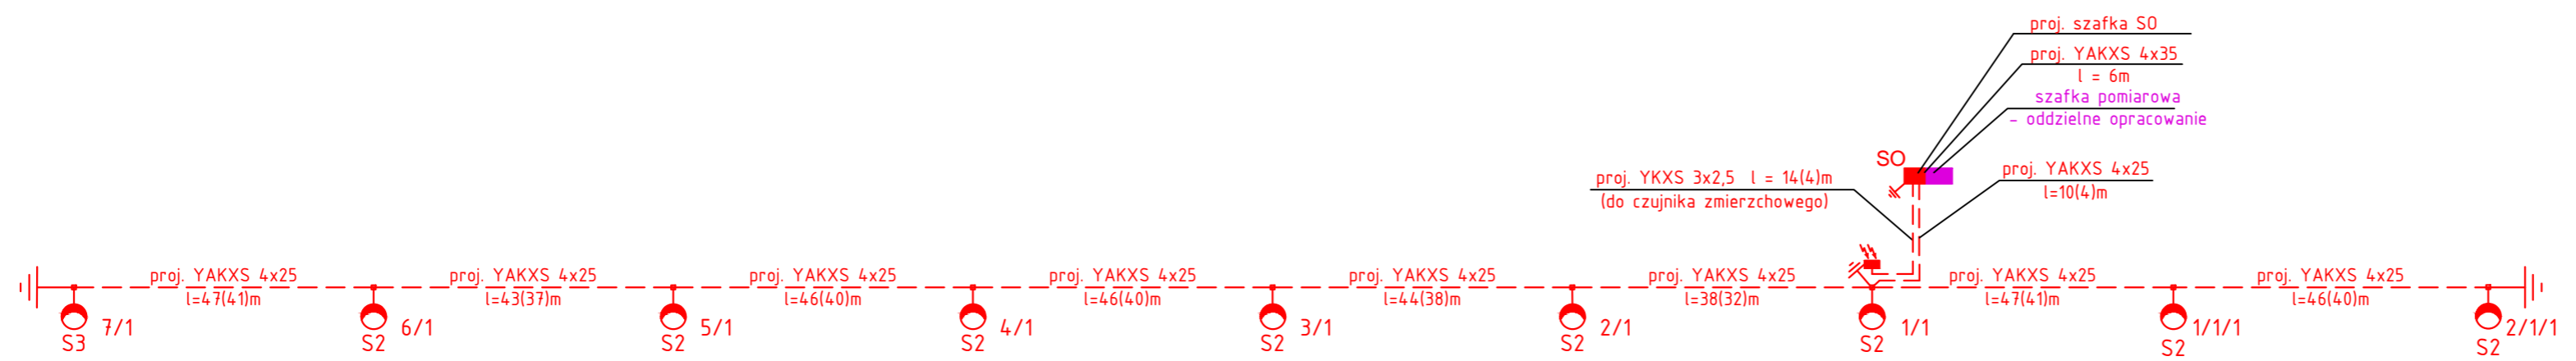 proj. szafka SO
proj. YAKXS 4x35
l = 6m
szafka pomiarowa
- oddzielne opracowanie
SO
proj. YKXS 3x2,5 l = 14(4)m
(do czujnika zmierzchowego)
proj. YAKXS 4x25
l=10(4)m
proj. YAKXS 4x25
l=47(41)m
proj. YAKXS 4x25
l=43(37)m
proj. YAKXS 4x25
l=46(40)m
proj. YAKXS 4x25
l=46(40)m
proj. YAKXS 4x25
l=44(38)m
proj. YAKXS 4x25
l=38(32)m
proj. YAKXS 4x25
l=47(41)m
proj. YAKXS 4x25
l=46(40)m
7/1
S3
6/1
S2
5/1
S2
4/1
S2
3/1
S2
2/1
S2
1/1
S2
1/1/1
S2
2/1/1
S2